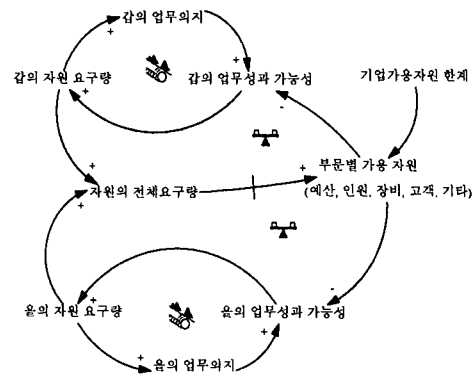 갑의 업무의지
+
+
갑의 자원 요구량
+
갑의 업무성과 가능성
기업가용자원 한계
-
+
+
부문별 가용 자원
자원의 전체요구량
+
(예산, 인원, 장비, 고객, 기타)
-
+
을의 자원 요구량
을의 업무성과 가능성
+
+
을의 업무의지